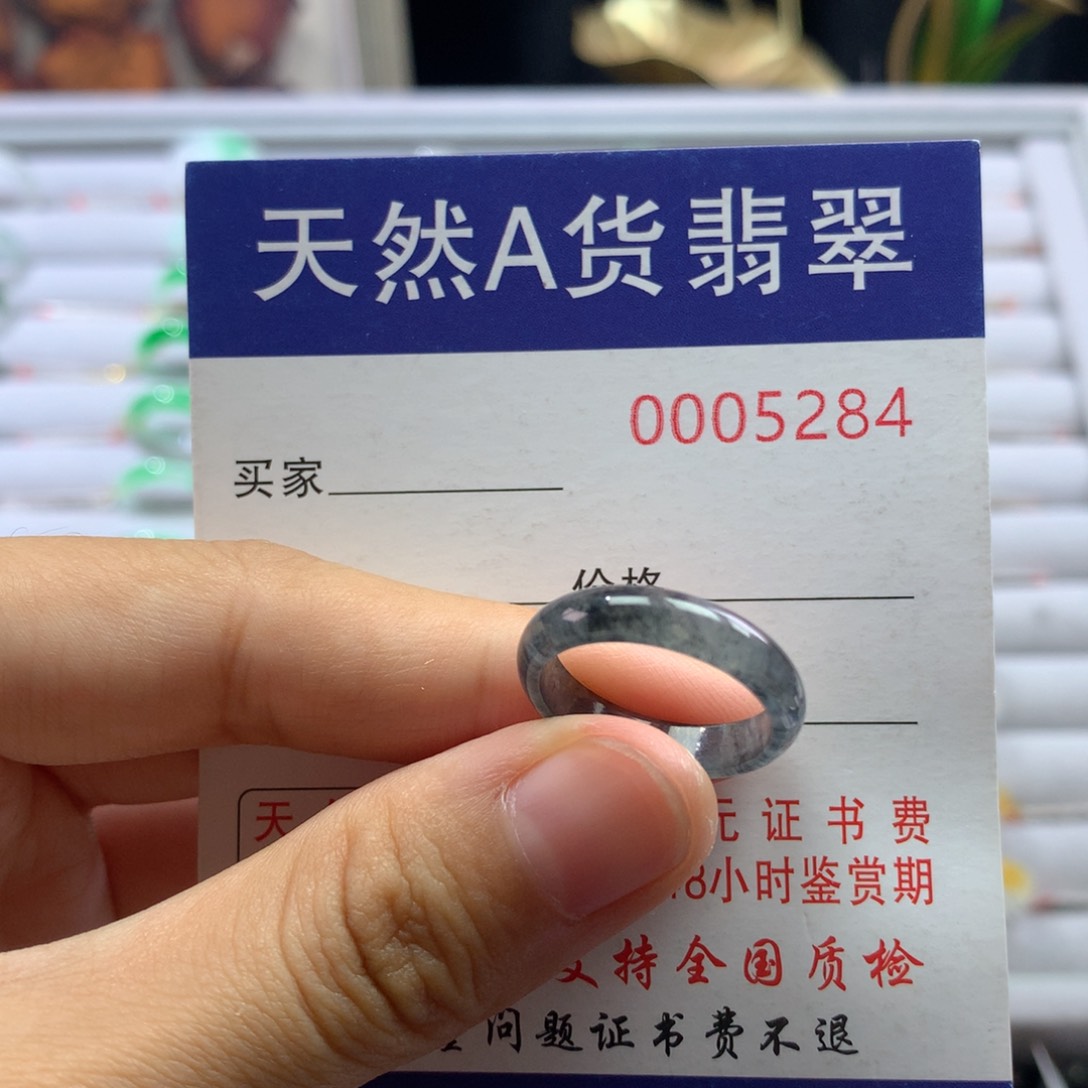 天然A货翡翠
0005284
买家
价格
天
元证书费
8小时鉴赏期
支持全国质检
问题证书费不退